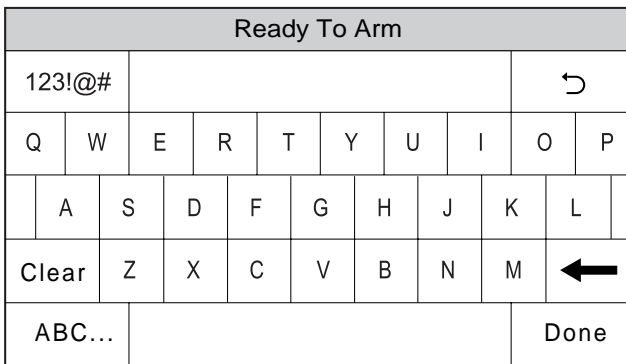 Ready To Arm
123!@#
Q W E R T Y U I O P
A S D F G H J K L
Clear Z X C V B N M
ABC... Done